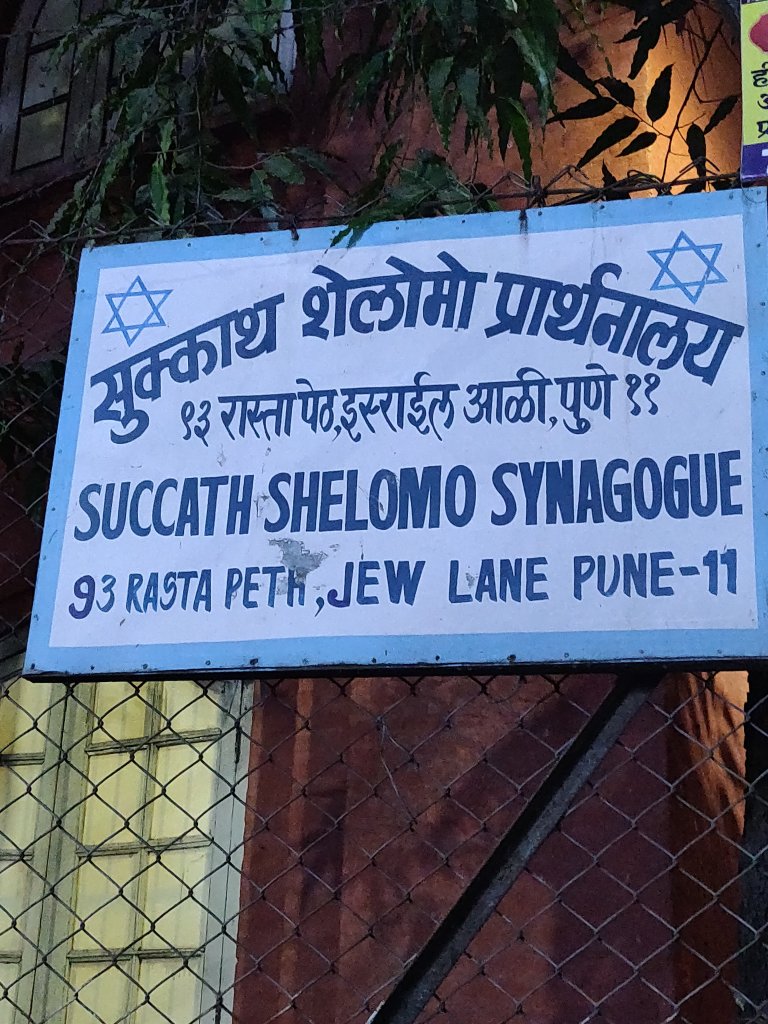 सुक्काथ शेलोमो प्रार्थनालय
९३ रास्ता पेठ,इस्राईल आळी,पुणे ११
SUCCATH SHELOMO SYNAGOGUE
93 RASTA PETH, JEW LANE PUNE-11